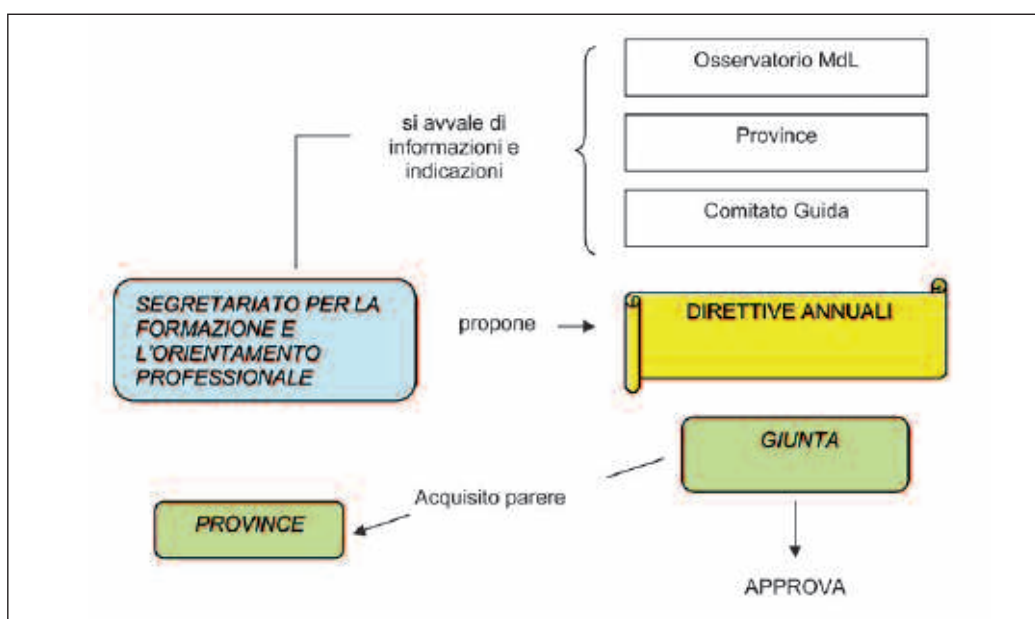 Osservatorio MdL
si avvale di
informazioni e
indicazioni
Province
Comitato Guida
SEGRETARIATO PER LA
FORMAZIONE E
L'ORIENTAMENTO
PROFESSIONALE
propone
DIRETTIVE ANNUALI
GIUNTA
Acquisito parere
PROVINCE
APPROVA